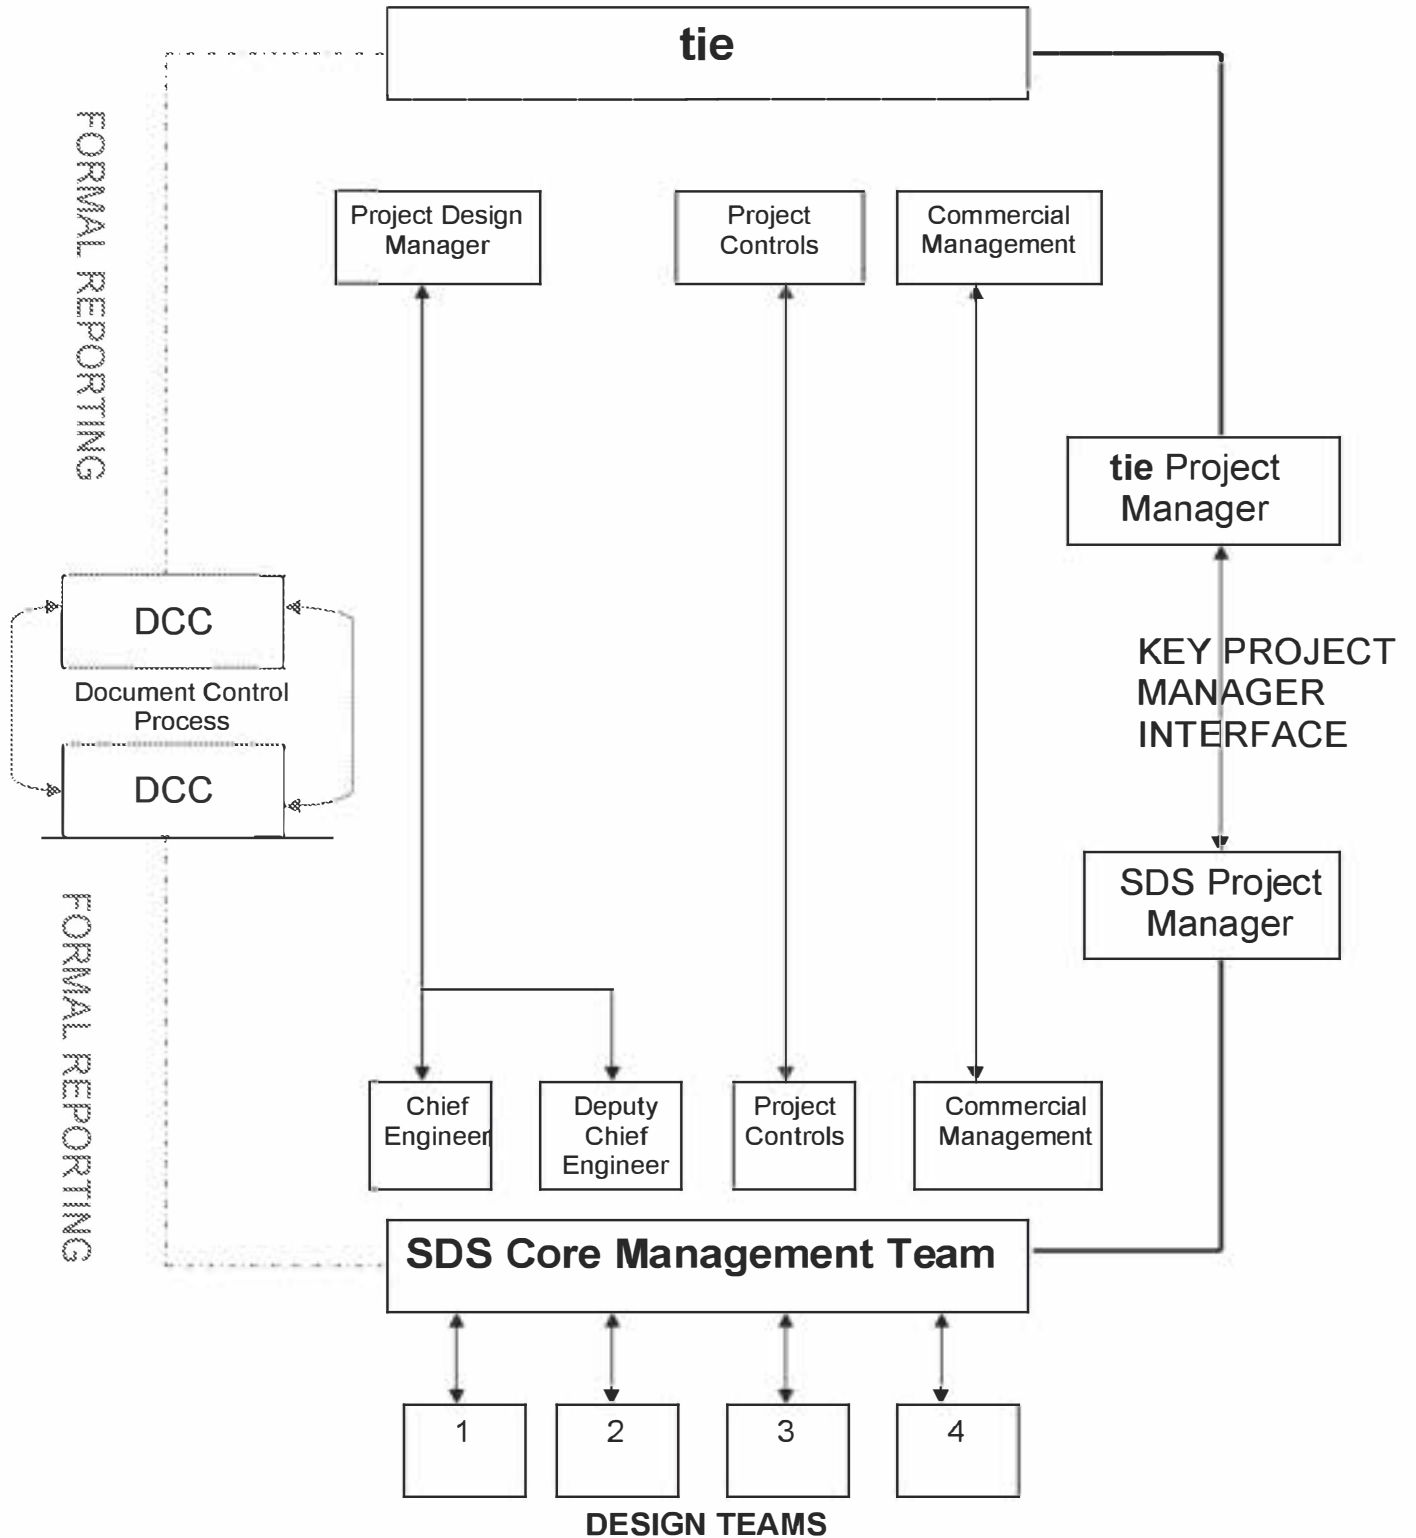 tie
FORMAL REPORTING
Project Design
Manager
Project
Controls
Commercial
Management
tie Project
Manager
DCC
Document Control
Process
DCC
KEY PROJECT
MANAGER
INTERFACE
SDS Project
Manager
FORMAL REPORTING
Chief
Engineer
Deputy
Chief
Engineer
Project
Controls
Commercial
Management
SDS Core Management Team
1
2
3
4
DESIGN TEAMS